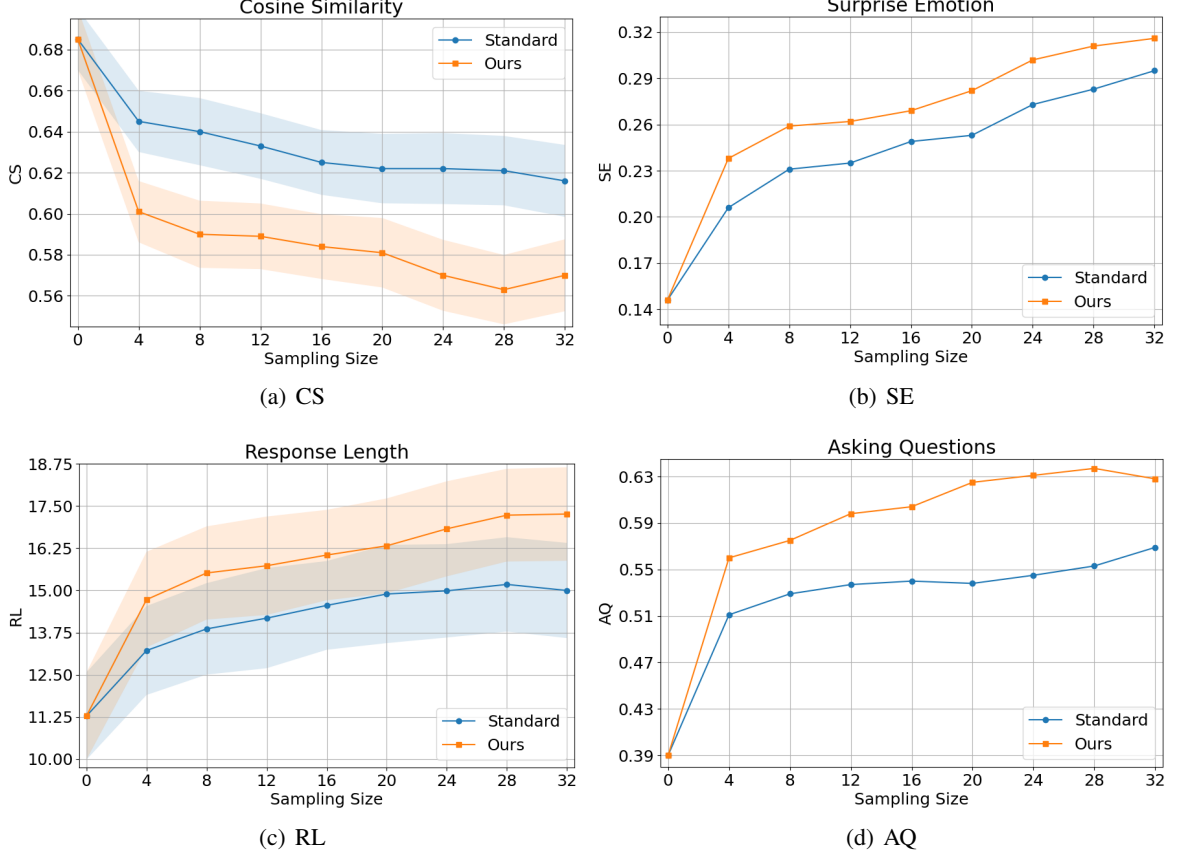 Cosine Similarity
CS
0.68
0.66
0.64
0.62
0.60
0.58
0.56
Standard
Ours
0 4 8 12 16 20 24 28 32
Sampling Size
(a) CS
Surprise Emotion
SE
0.32
0.29
0.26
0.23
0.20
0.17
0.14
Standard
Ours
0 4 8 12 16 20 24 28 32
Sampling Size
(b) SE
Response Length
RL
18.75
17.50
16.25
15.00
13.75
12.50
11.25
10.00
Standard
Ours
0 4 8 12 16 20 24 28 32
Sampling Size
(c) RL
Asking Questions
AQ
0.63
0.59
0.55
0.51
0.47
0.43
0.39
Standard
Ours
0 4 8 12 16 20 24 28 32
Sampling Size
(d) AQ